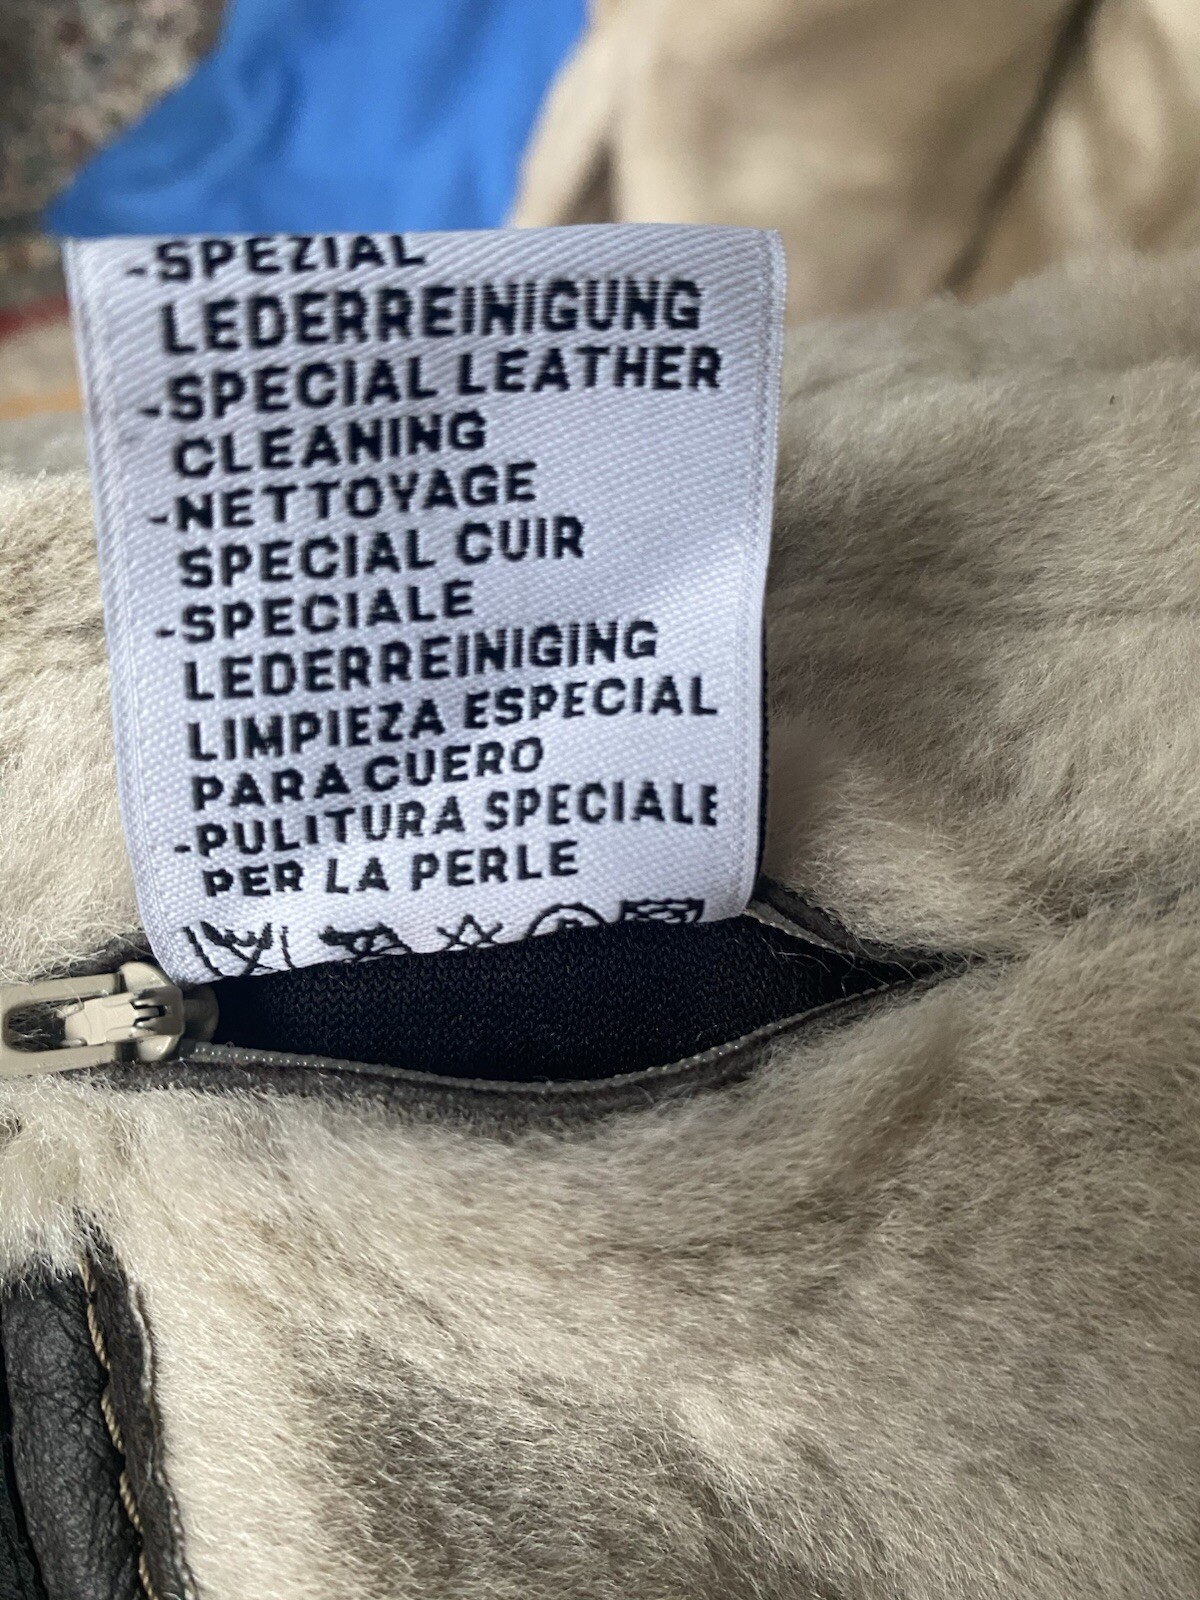 -SPEZIAL
LEDERREINIGUNG
-SPECIAL LEATHER
CLEANING
-NETTOYAGE
SPECIAL CUIR
-SPECIALE
LEDERREINIGING
LIMPIEZA ESPECIAL
PARA CUERO
-PULITURA SPECIALE
PER LA PERLE